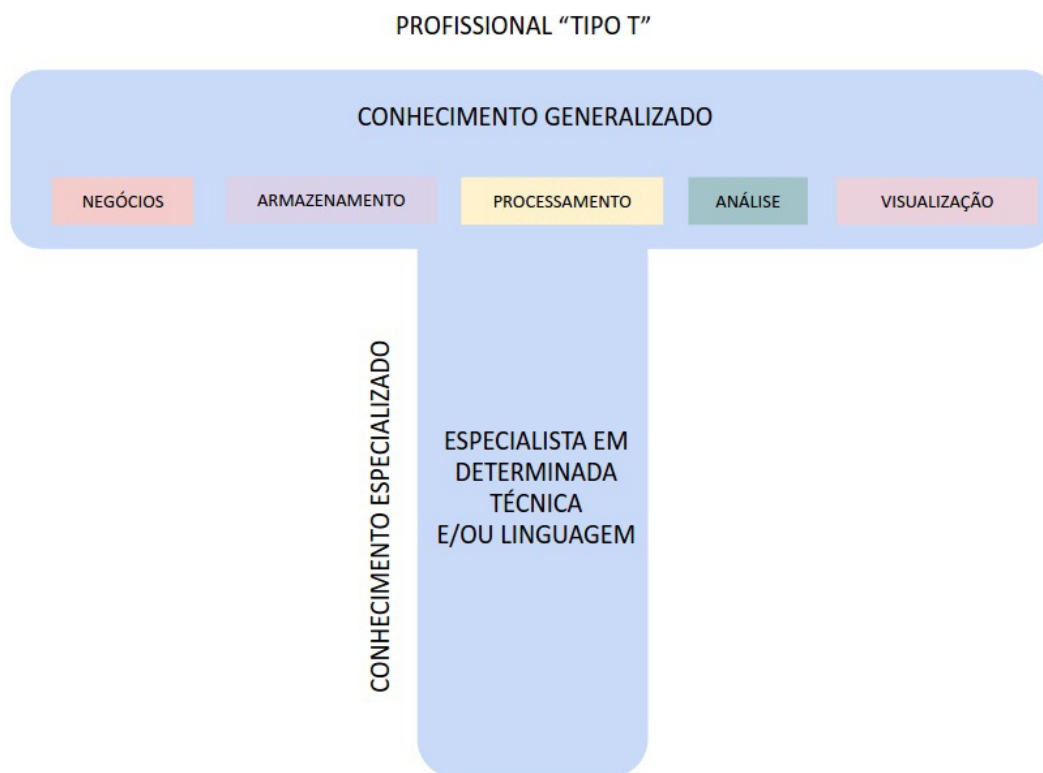 PROFISSIONAL “TIPO T”
CONHECIMENTO GENERALIZADO
NEGÓCIOS
ARMAZENAMENTO
PROCESSAMENTO
ANÁLISE
VISUALIZAÇÃO
CONHECIMENTO ESPECIALIZADO
ESPECIALISTA EM
DETERMINADA
TÉCNICA
E/OU LINGUAGEM